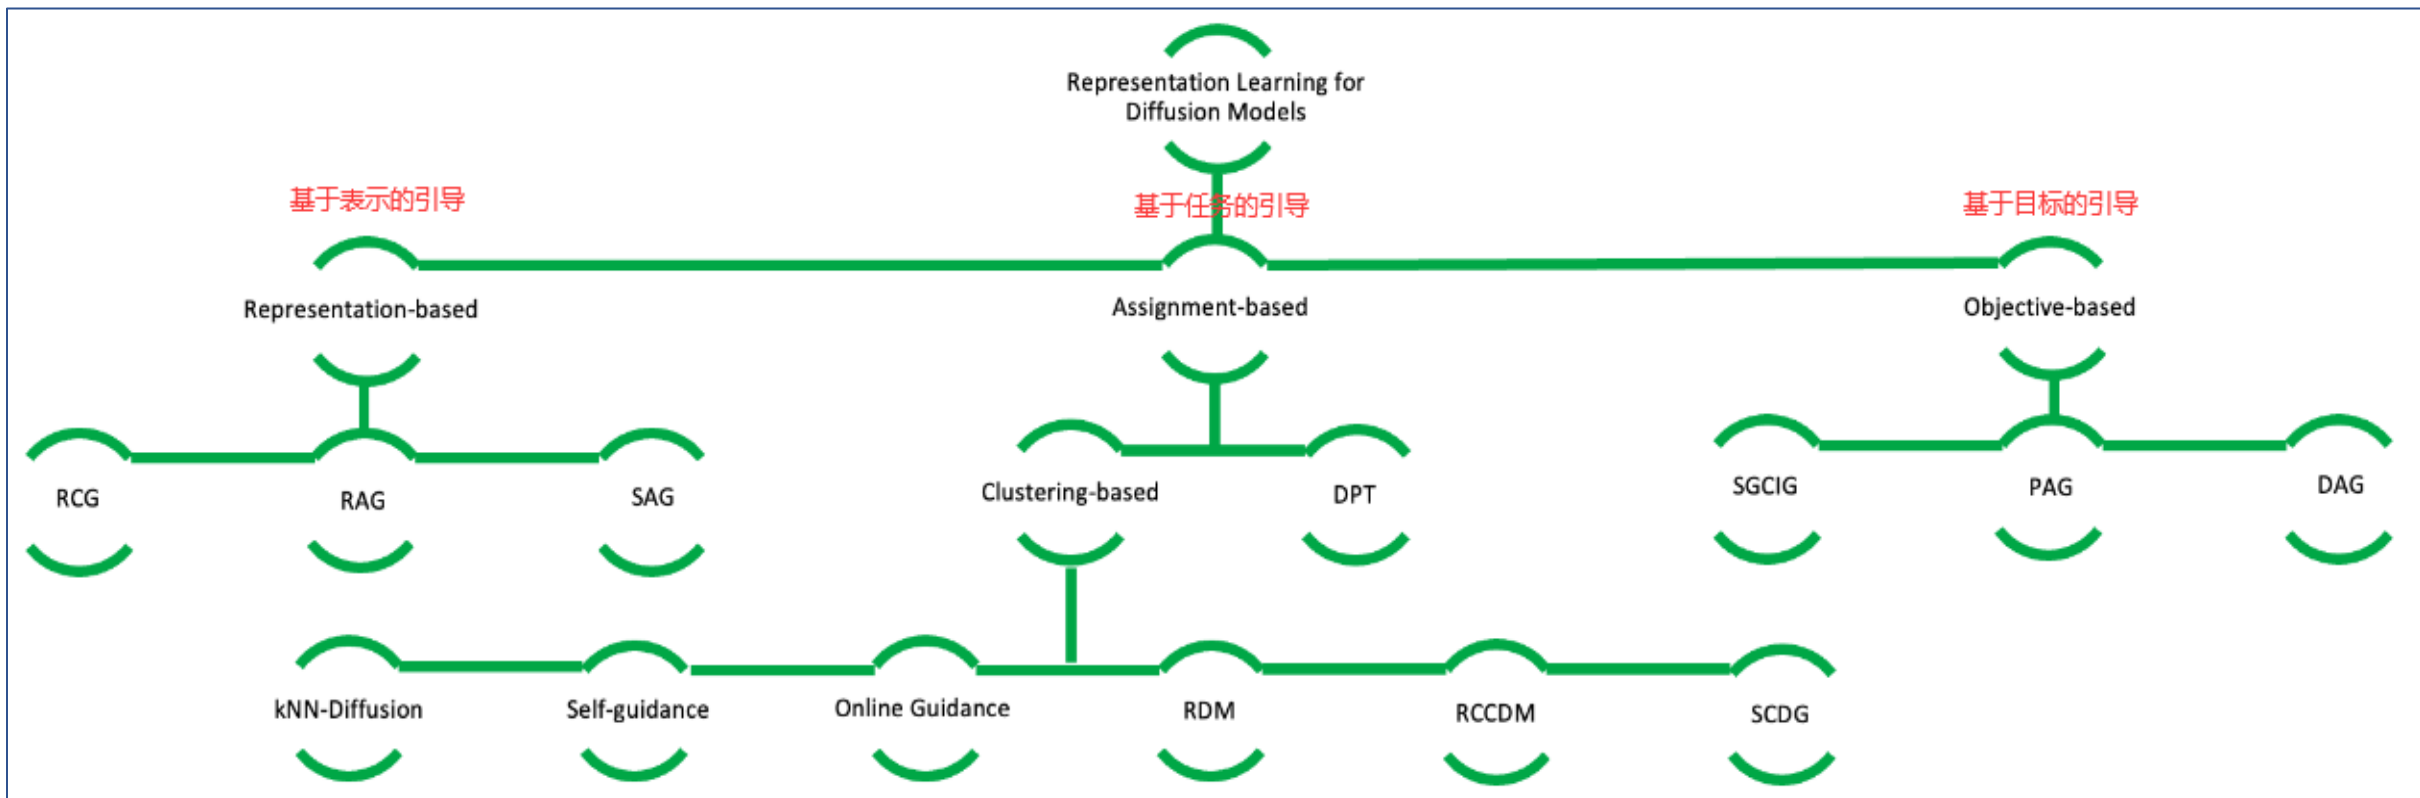 Representation Learning for
Diffusion Models
基于表示的引导
基于任务的引导
基于目标的引导
Representation-based
Assignment-based
Objective-based
RCG
RAG
SAG
Clustering-based
DPT
SGCIG
PAG
DAG
kNN-Diffusion
Self-guidance
Online Guidance
RDM
RCCDM
SCDG